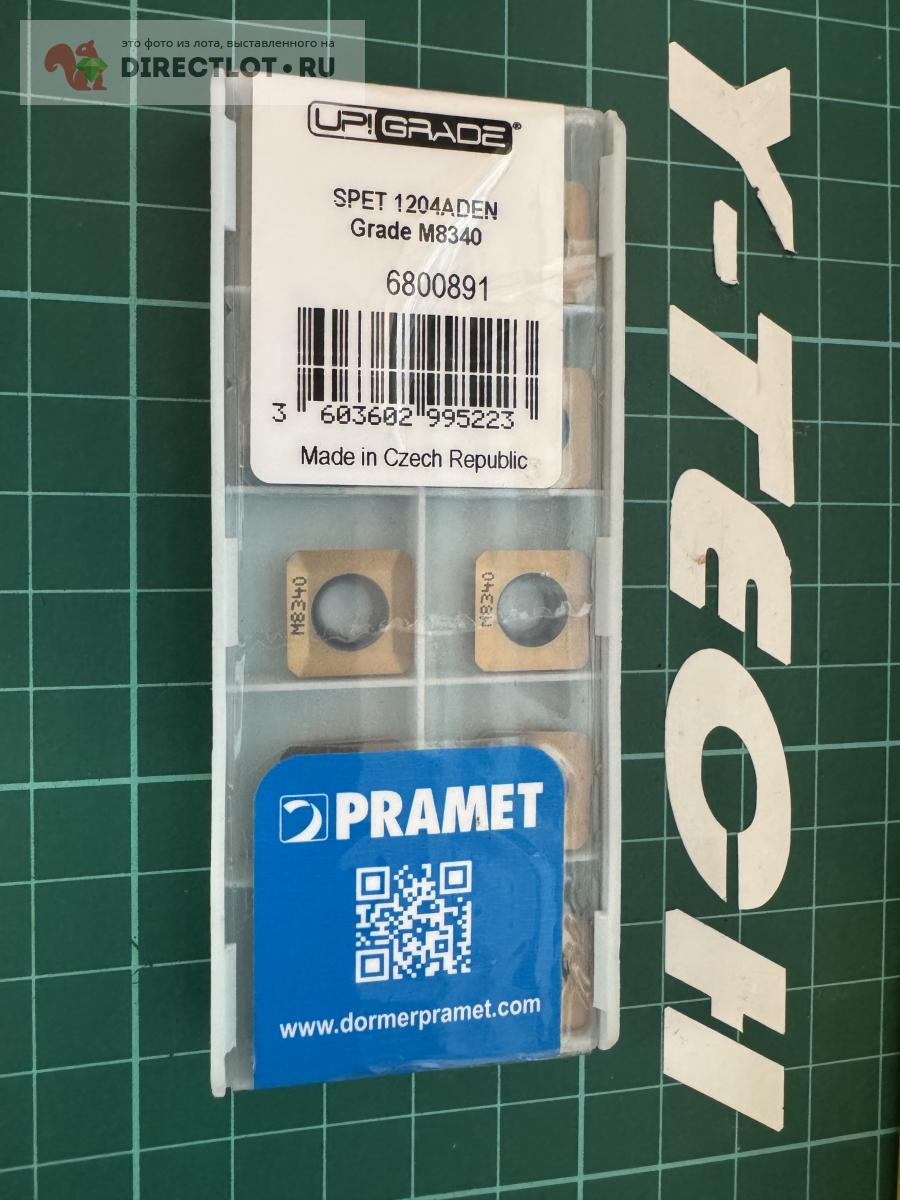 это фото из лота, выставленного на
DIRECTLOT.RU
UP!GRADE®
SPET 1204ADEN
Grade M8340
6800891
3 603602 995223
Made in Czech Republic
M8340
M8340
PRAMET
www.dormerpramet.com
Y-TECH